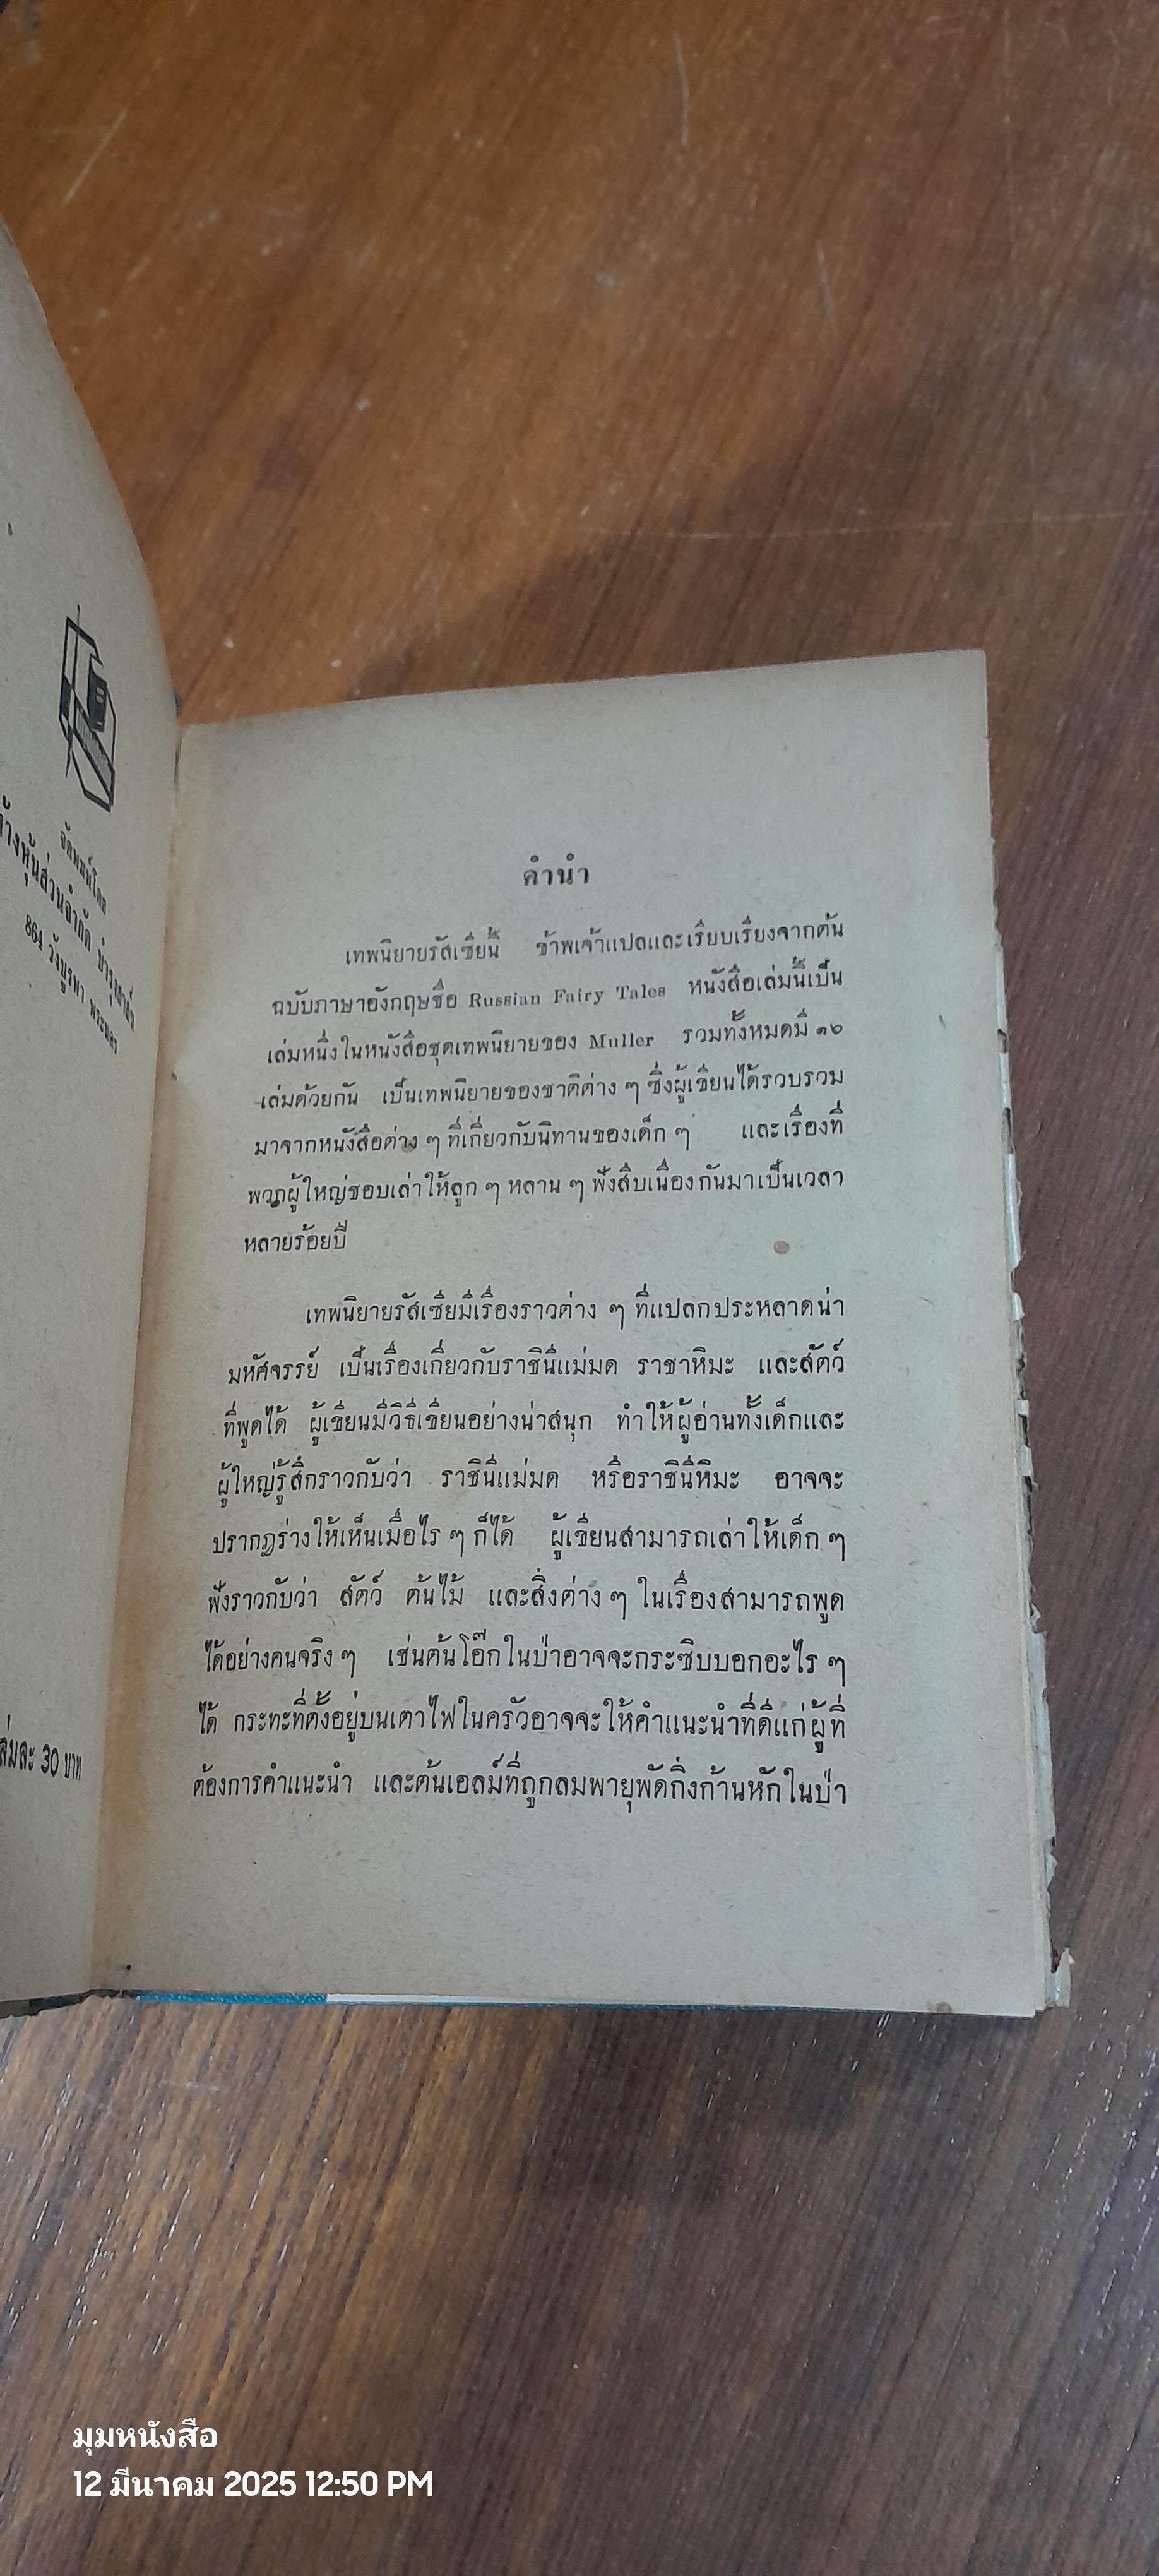 จัดพมพ์โดย
ห้างหุ้นส่วนจำกัด บำรุงสาส์น
864 วังบูรพา พระนคร
เล่มละ 30 บาท
คำนำ
เทพนิยายรัสเซียนี้ ข้าพเจ้าแปลและเรียบเรียงจากต้น
ฉบับภาษาอังกฤษชื่อ Russian Fairy Tales หนังสือเล่มนี้เป็น
เล่มหนึ่งในหนังสือชุดเทพนิยายของ Muller รวมทั้งหมดมี ๑๖
เล่มด้วยกัน เป็นเทพนิยายของชาติต่าง ๆ ซึ่งผู้เขียนได้รวบรวม
มาจากหนังสือต่าง ๆ ที่เกี่ยวกับนิทานของเด็ก ๆ และเรื่องที่
พวกผู้ใหญ่ชอบเล่าให้ลูก ๆ หลาน ๆ ฟังสืบเนื่องกันมาเป็นเวลา
หลายร้อยปี
เทพนิยายรัสเซียมีเรื่องราวต่าง ๆ ที่แปลกประหลาดน่า
มหัศจรรย์ เป็นเรื่องเกี่ยวกับราชินีแม่มด ราชาหิมะ และสัตว์
ที่พูดได้ ผู้เขียนมีวิธีเขียนอย่างน่าสนุก ทำให้ผู้อ่านทั้งเด็กและ
ผู้ใหญ่รู้สึกราวกับว่า ราชินีแม่มด หรือราชินีหิมะ อาจจะ
ปรากฏร่างให้เห็นเมื่อไร ๆ ก็ได้ ผู้เขียนสามารถเล่าให้เด็ก ๆ
ฟังราวกับว่า สัตว์ ต้นไม้ และสิ่งต่าง ๆ ในเรื่องสามารถพูด
ได้อย่างคนจริง ๆ เช่นต้นโอ๊กในป่าอาจจะกระซิบบอกอะไร ๆ
ได้ กระทะที่ตั้งอยู่บนเตาไฟในครัวอาจจะให้คำแนะนำที่ดีแก่ผู้ที่
ต้องการคำแนะนำ และต้นเอลม์ที่ถูกลมพายุพัดกิ่งก้านหักในป่า
มุมหนังสือ
12 มีนาคม 2025 12:50 PM